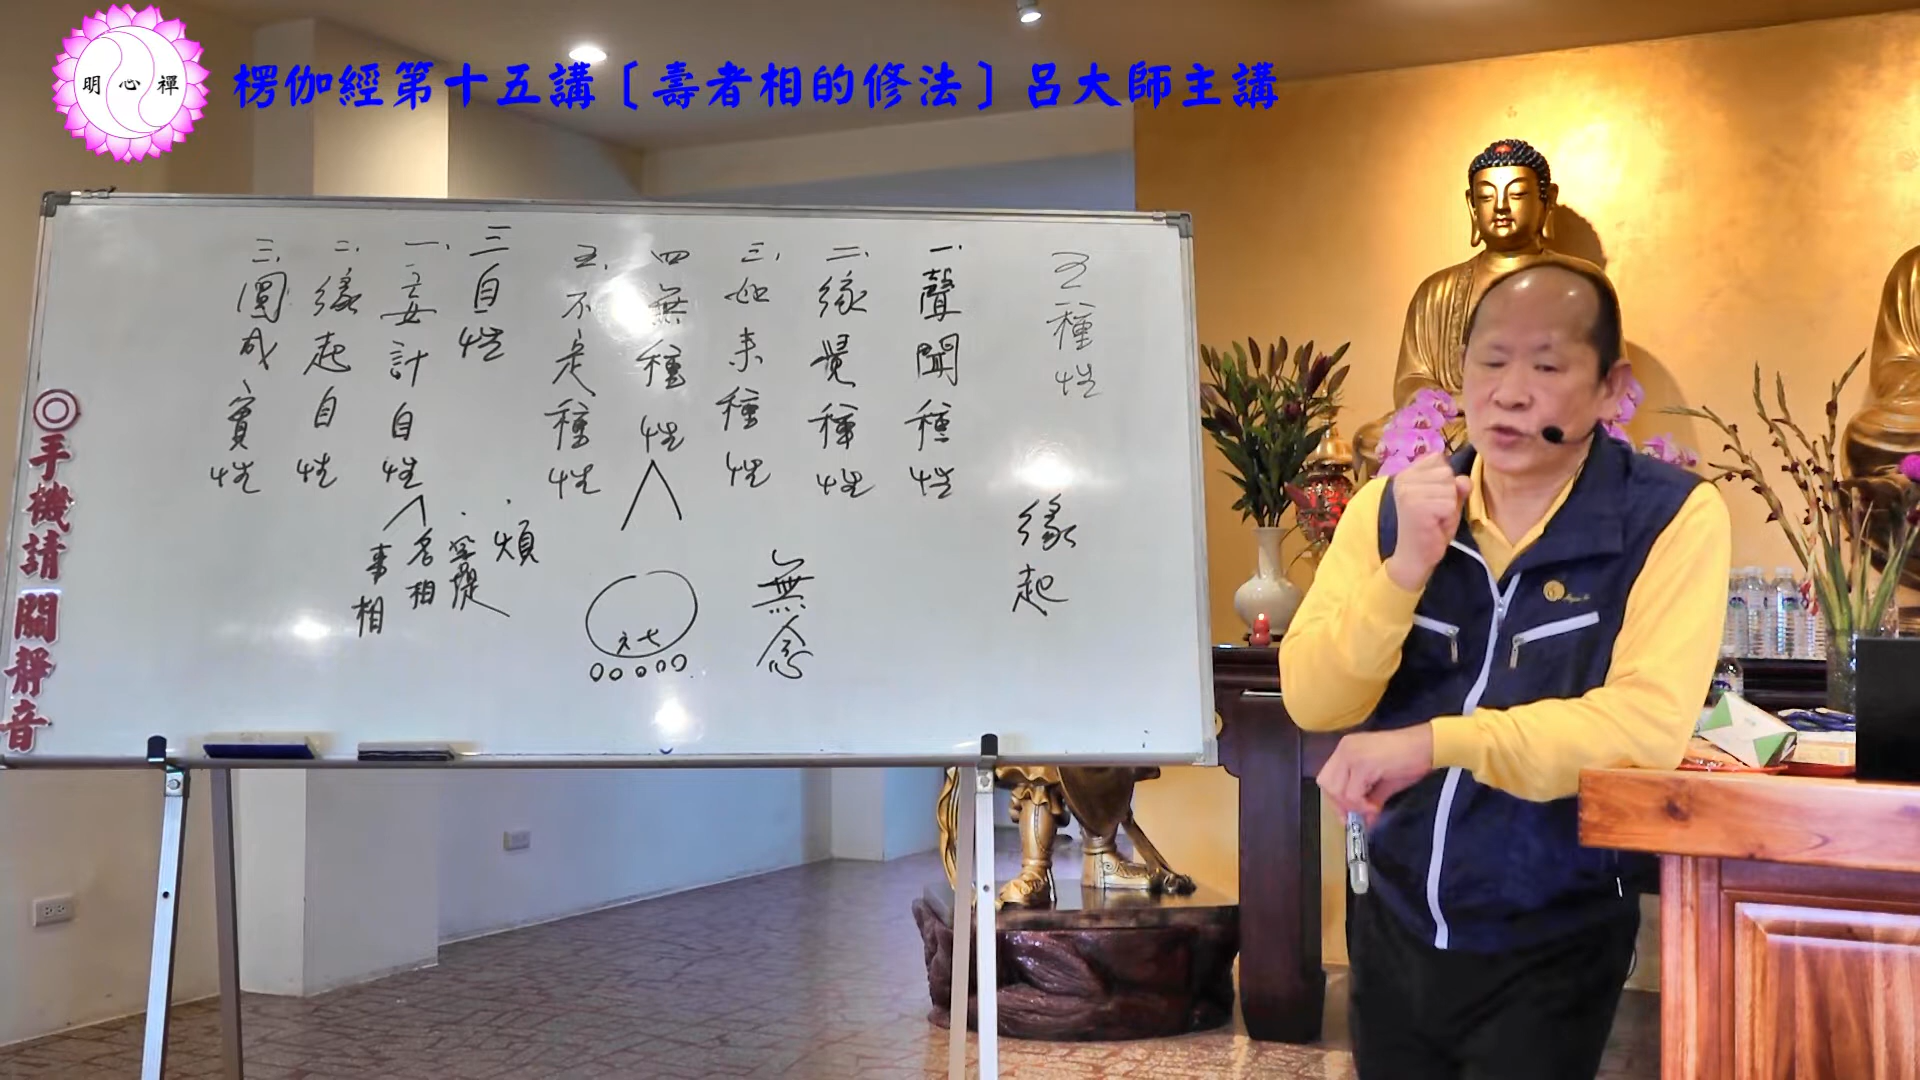 明心禪
楞伽經第十五講〔壽者相的修法〕呂大師主講
五種性
一、聲聞種性
二、緣覺種性
三、如来種性
四無種性
五、不定種性
三自性
一、妄計自性
二、緣起自性
三、圓成實性
緣起
無念
六七
煩
名相
事相
◎手機請關靜音